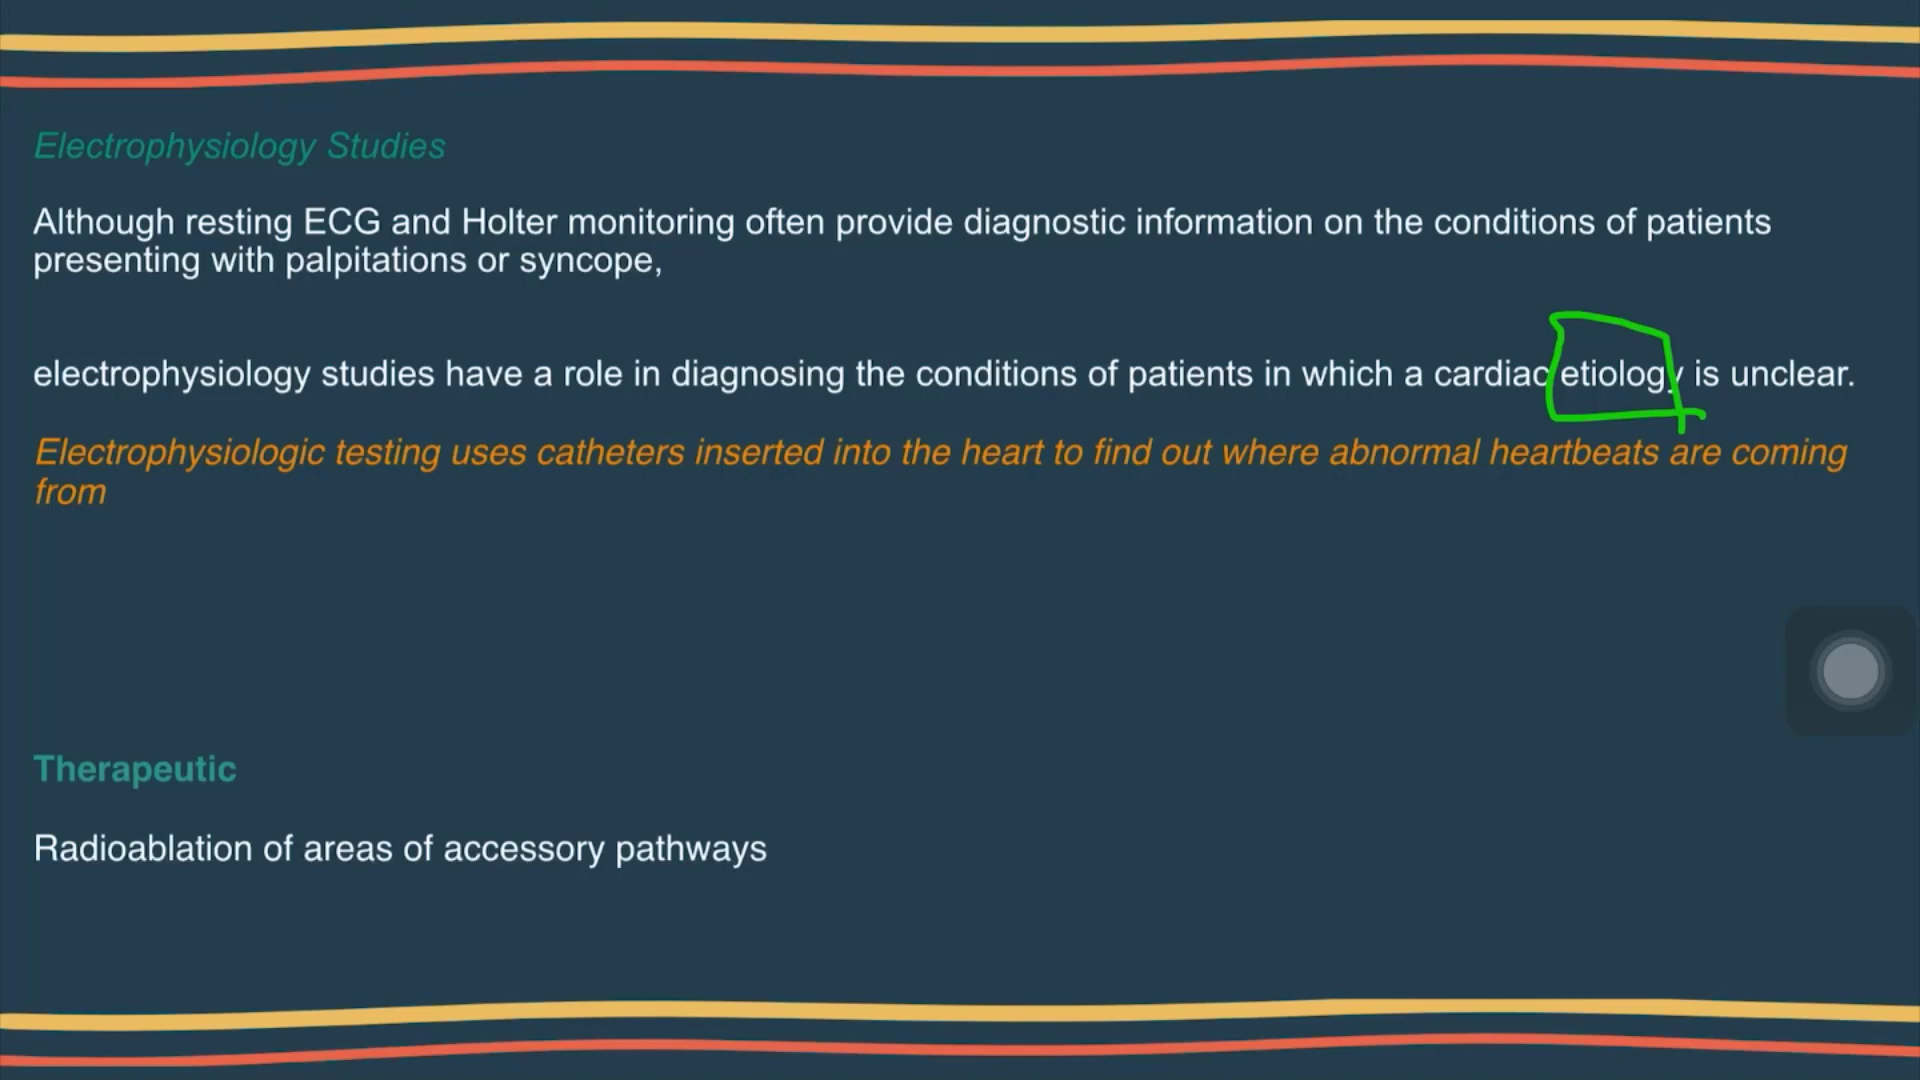 Electrophysiology Studies
Although resting ECG and Holter monitoring often provide diagnostic information on the conditions of patients
presenting with palpitations or syncope,
electrophysiology studies have a role in diagnosing the conditions of patients in which a cardiac etiology is unclear.
Electrophysiologic testing uses catheters inserted into the heart to find out where abnormal heartbeats are coming
from
Therapeutic
Radioablation of areas of accessory pathways